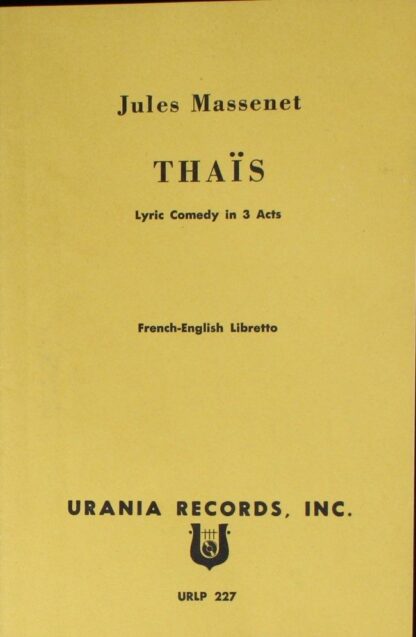 Jules Massenet
THAÏS
Lyric Comedy in 3 Acts
French-English Libretto
URANIA RECORDS, INC.
URLP 227